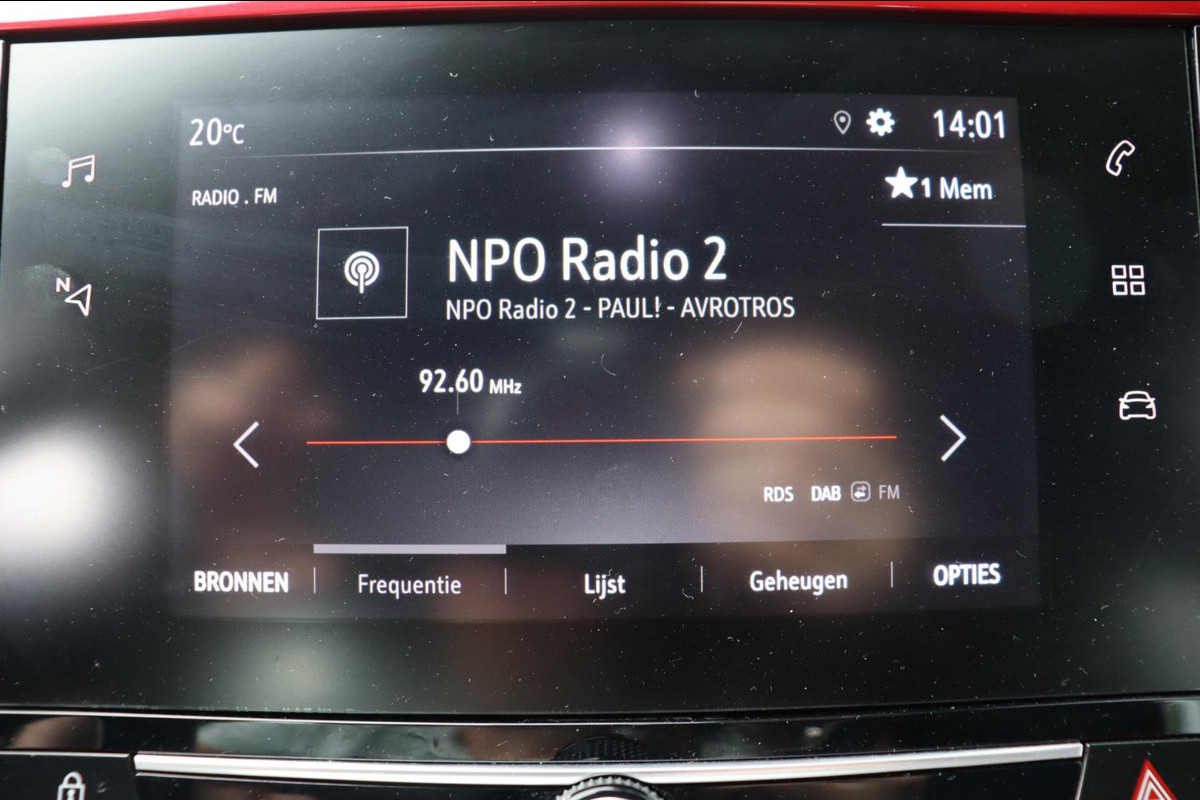 20°C 14:01
RADIO . FM
1 Mem
NPO Radio 2
NPO Radio 2 - PAUL! - AVROTROS
N
92.60 MHz
RDS DAB FM
BRONNEN Frequentie Lijst Geheugen OPTIES